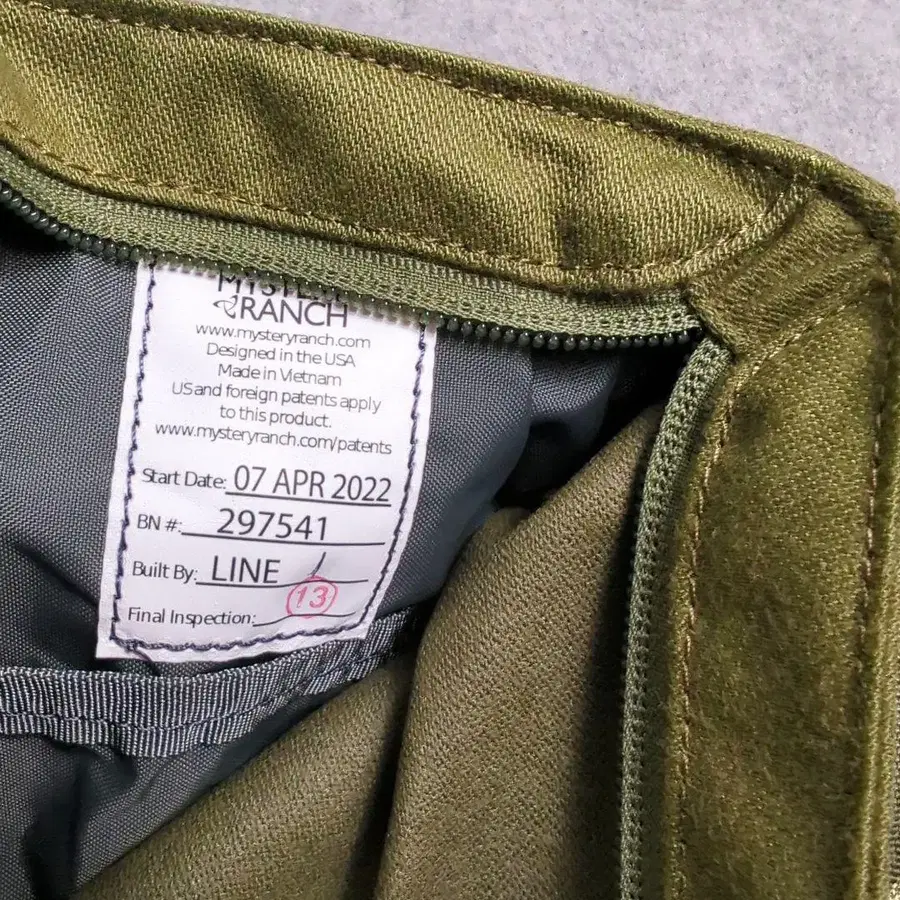 MYSTERY
RANCH
www.mysteryranch.com
Designed in the USA
Made in Vietnam
US and foreign patents apply
to this product.
www.mysteryranch.com/patents
Start Date: 07 APR 2022
BN #: 297541
Built By: LINE /
Final Inspection: 13